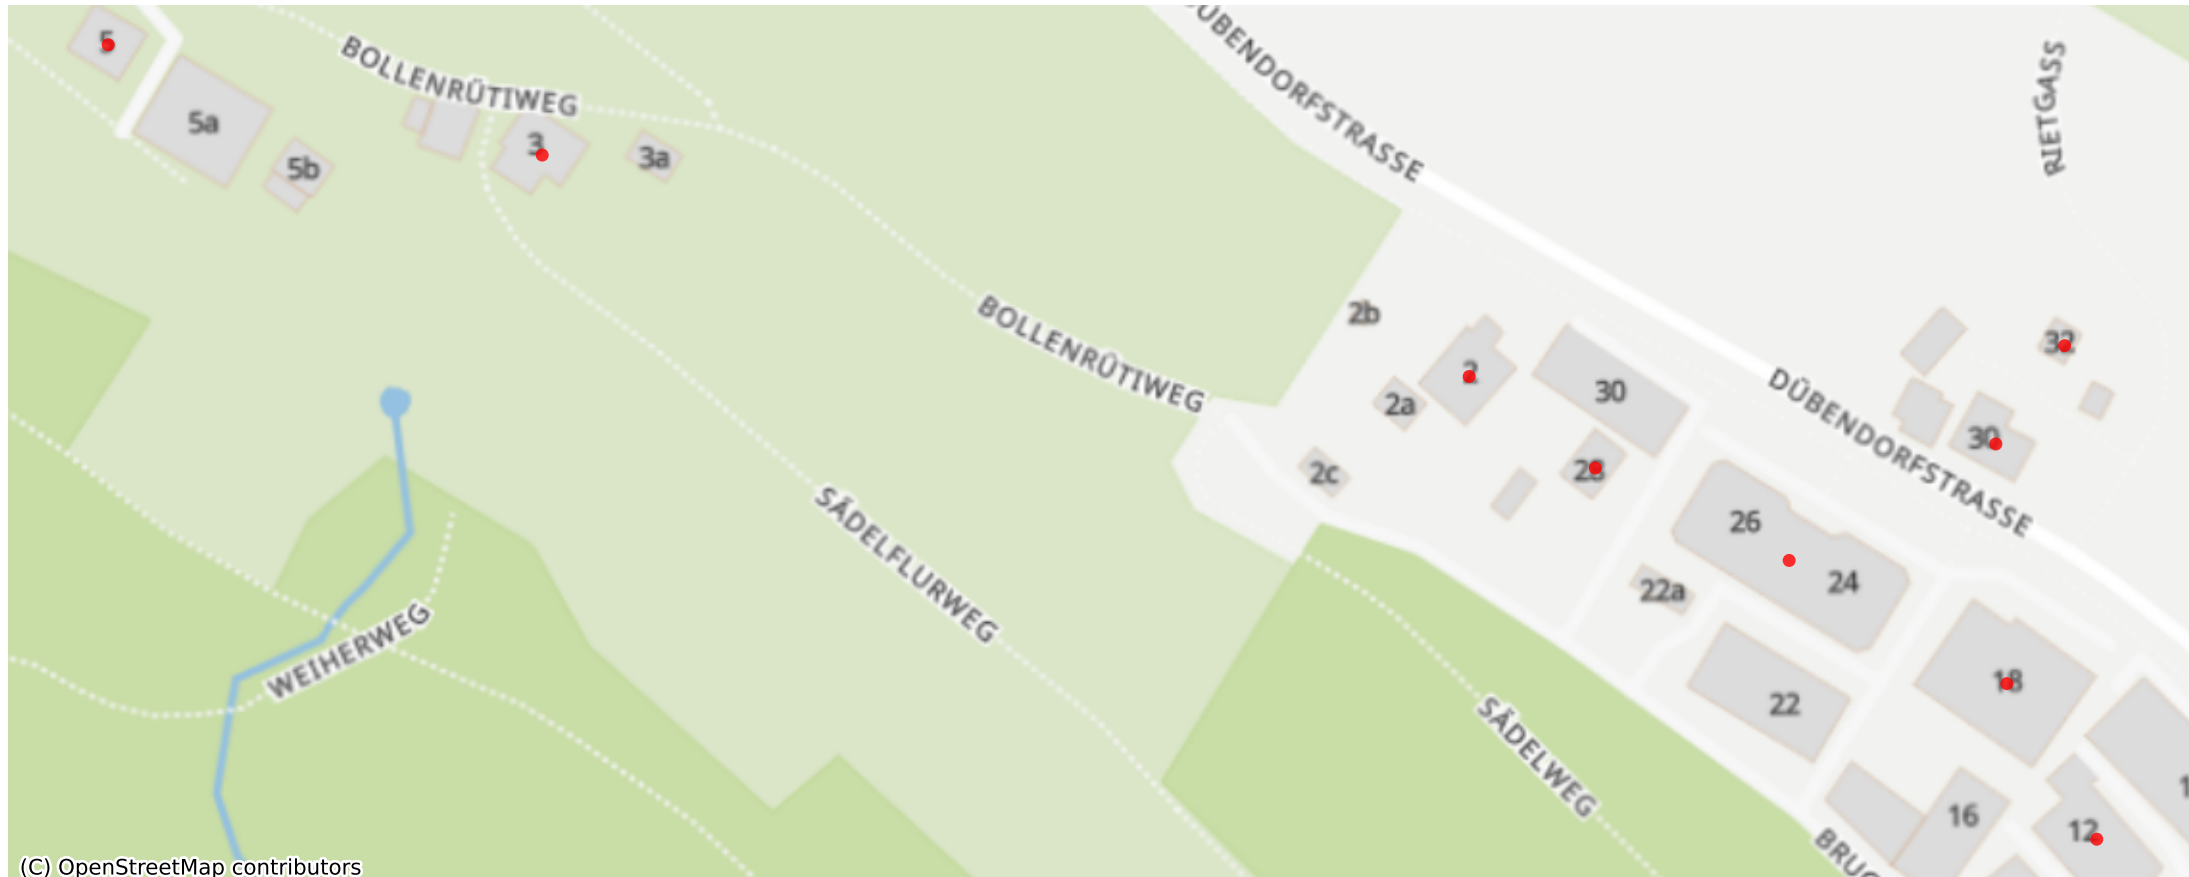 5
5a
5b
BOLLENRÜTIWEG
3
3a
DÜBENDORFSTRASSE
RIETGASS
BOLLENRÜTIWEG
2b
2
2a
2c
30
28
DÜBENDORFSTRASSE
32
30
26
24
22a
22
18
16
12
SÄDELFLURWEG
WEIHERWEG
SÄDELWEG
(C) OpenStreetMap contributors